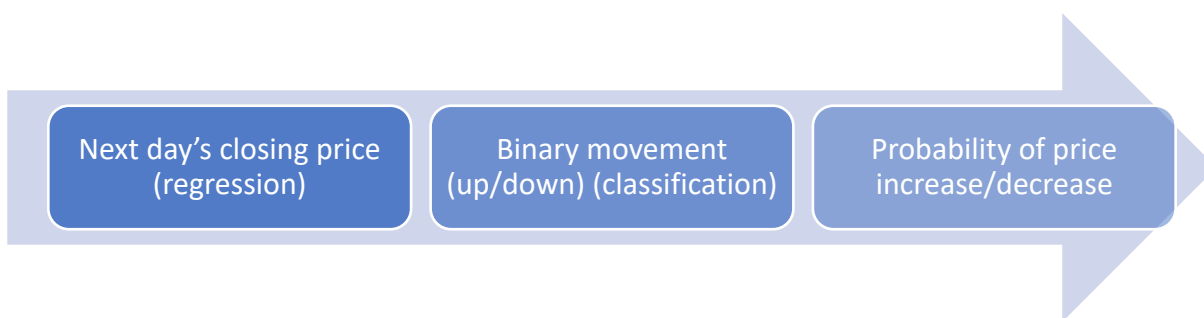 Next day’s closing price
(regression)
Binary movement
(up/down) (classification)
Probability of price
increase/decrease